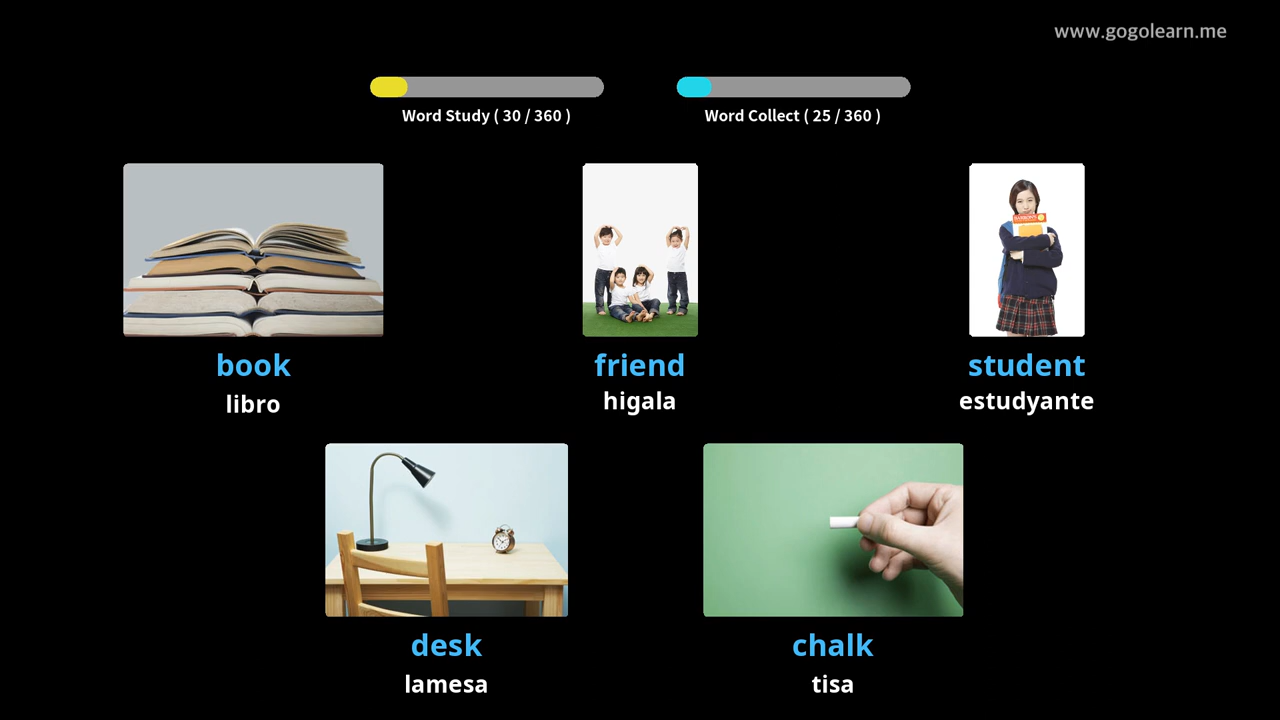 www.gogolearn.me
Word Study ( 30 / 360 )
Word Collect ( 25 / 360 )
book
libro
friend
higala
student
estudyante
desk
lamesa
chalk
tisa